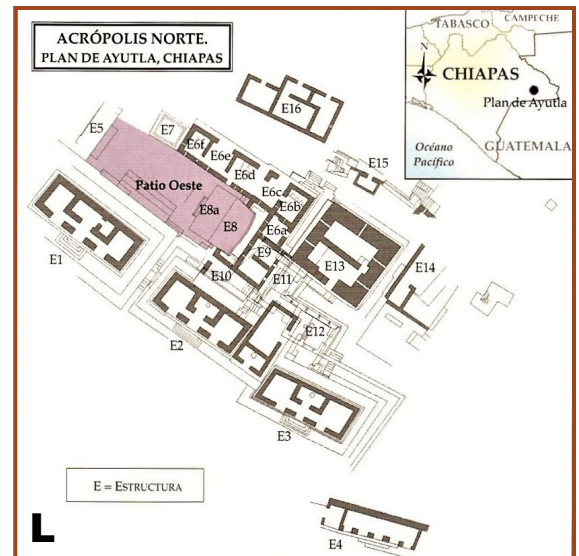 ACRÓPOLIS NORTE.
PLAN DE AYUTLA, CHIAPAS
TABASCO
CAMPECHE
N
CHIAPAS
Plan de Ayutla
Océano
Pacífico
GUATEMALA
E16
E5
E7
E6f
E6e
E6d
E15
Patio Oeste
E6c
E6b
E8a
E8
E6a
E1
E9
E13
E14
E10
E11
E2
E12
E3
E = ESTRUCTURA
L
E4